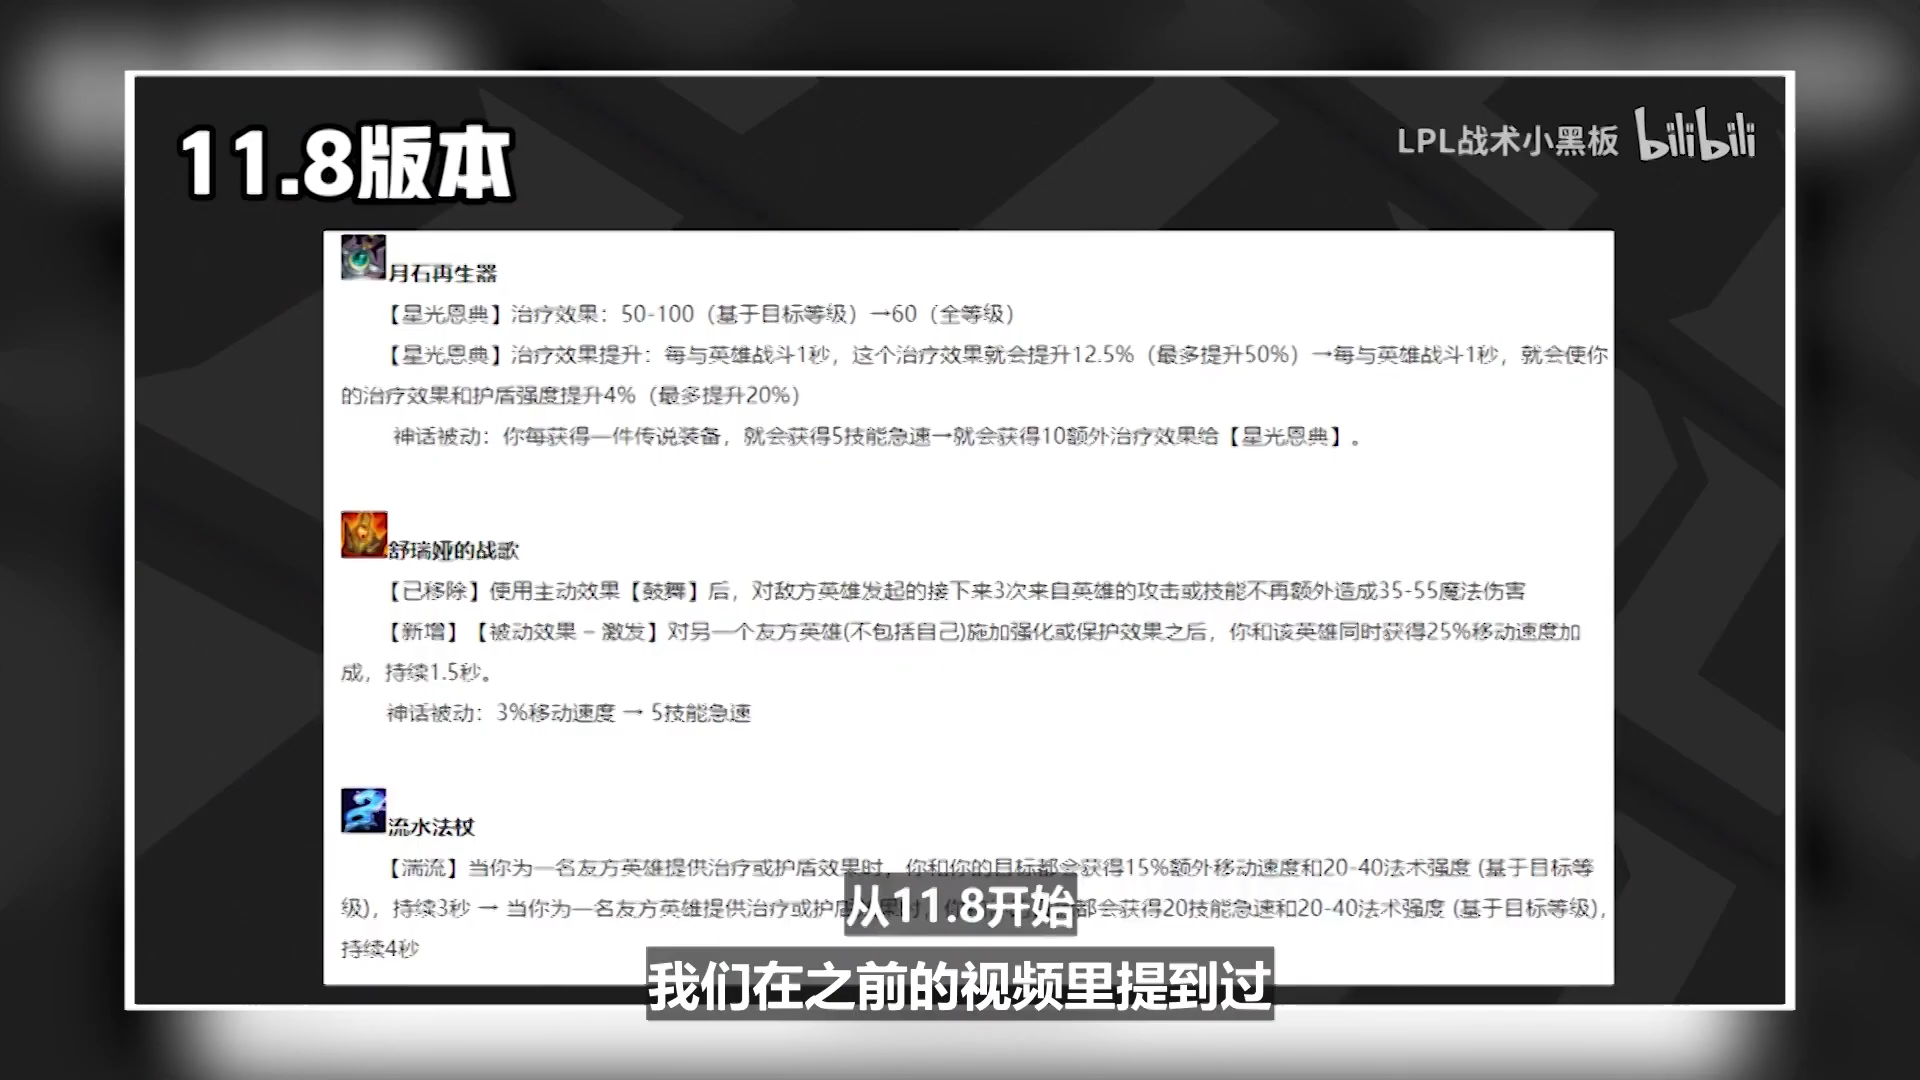 11.8版本
LPL战术小黑板 bilibili
月石再生器
【星光恩典】治疗效果：50-100（基于目标等级）→60（全等级）
【星光恩典】治疗效果提升：每与英雄战斗1秒，这个治疗效果就会提升12.5%（最多提升50%）→每与英雄战斗1秒，就会使你
的治疗效果和护盾强度提升4%（最多提升20%）
神话被动：你每获得一件传说装备，就会获得5技能急速→就会获得10额外治疗效果给【星光恩典】。
舒瑞娅的战歌
【已移除】使用主动效果【鼓舞】后，对敌方英雄发起的接下来3次来自英雄的攻击或技能不再额外造成35-55魔法伤害
【新增】【被动效果 – 激发】对另一个友方英雄(不包括自己)施加强化或保护效果之后，你和该英雄同时获得25%移动速度加
成，持续1.5秒。
神话被动：3%移动速度 → 5技能急速
流水法杖
【湍流】当你为一名友方英雄提供治疗或护盾效果时，你和你的目标都会获得15%额外移动速度和20-40法术强度 (基于目标等
级)，持续3秒 → 当你为一名友方英雄提供治疗或护 都会获得20技能急速和20-40法术强度 (基于目标等级)，
持续4秒
从11.8开始
我们在之前的视频里提到过